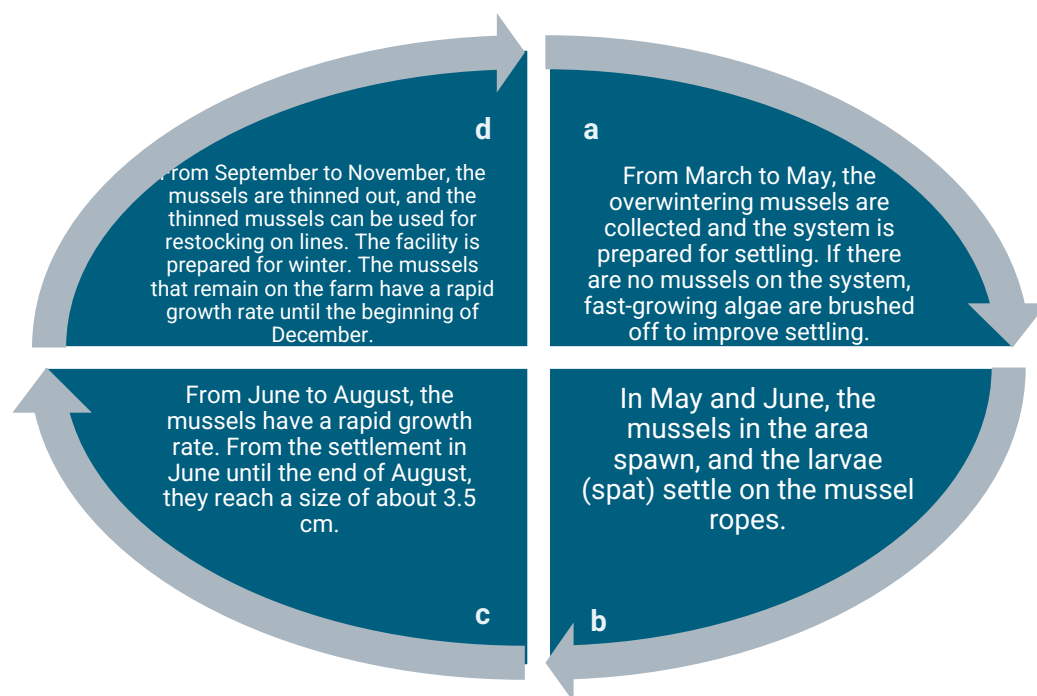 d
From September to November, the
mussels are thinned out, and the
thinned mussels can be used for
restocking on lines. The facility is
prepared for winter. The mussels
that remain on the farm have a rapid
growth rate until the beginning of
December.
a
From March to May, the
overwintering mussels are
collected and the system is
prepared for settling. If there
are no mussels on the system,
fast-growing algae are brushed
off to improve settling.
From June to August, the
mussels have a rapid growth
rate. From the settlement in
June until the end of August,
they reach a size of about 3.5
cm.
c
In May and June, the
mussels in the area
spawn, and the larvae
(spat) settle on the mussel
ropes.
b